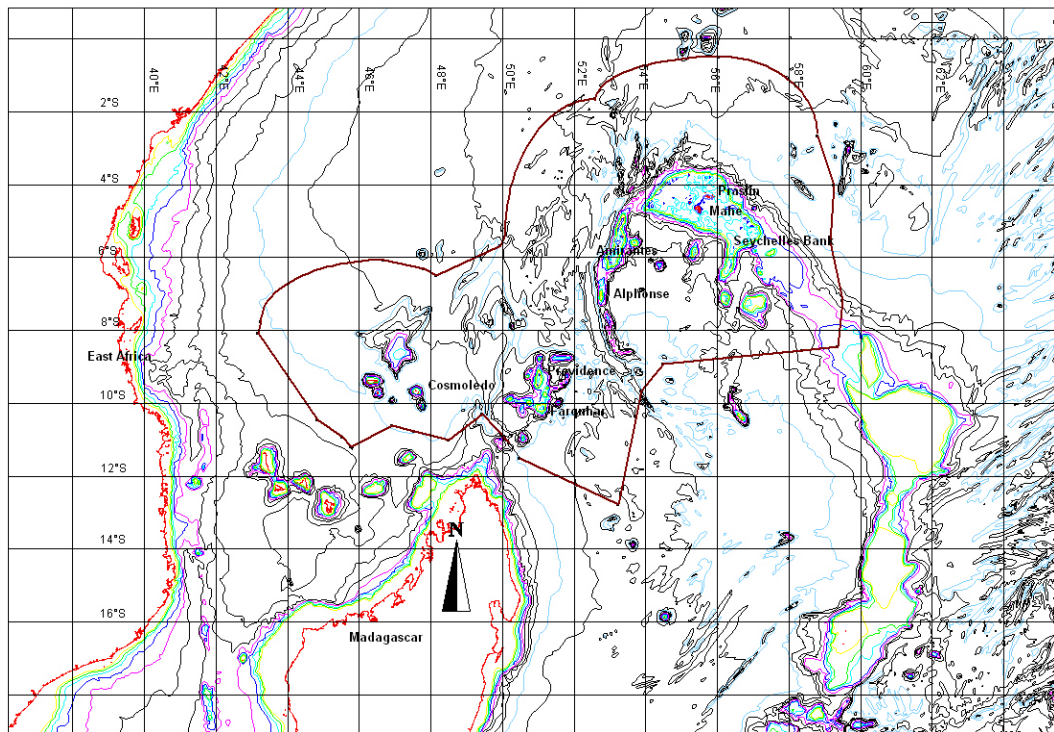 40°E
42°E
44°E
46°E
48°E
50°E
52°E
54°E
56°E
58°E
60°E
62°E
2°S
4°S
Praslin
Mahe
Seychelles Bank
6°S
Amirantes
Alphonse
8°S
East Africa
Providence
Cosmoledo
10°S
Farquhar
12°S
N
14°S
16°S
Madagascar